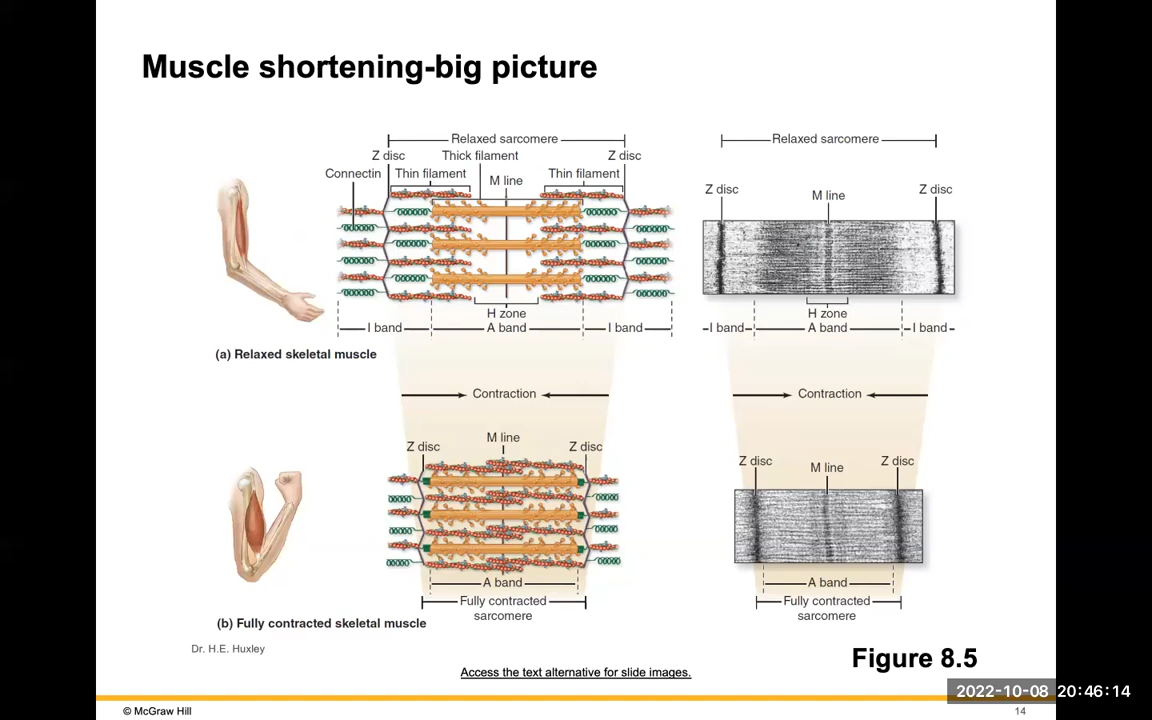 Muscle shortening-big picture
Relaxed sarcomere
Z disc
Thick filament
Z disc
Connectin
Thin filament
M line
Thin filament
H zone
I band
A band
I band
(a) Relaxed skeletal muscle
Relaxed sarcomere
Z disc
M line
Z disc
H zone
I band
A band
I band
Contraction
Contraction
M line
Z disc
Z disc
A band
Fully contracted
sarcomere
(b) Fully contracted skeletal muscle
Z disc
M line
Z disc
A band
Fully contracted
sarcomere
Dr. H.E. Huxley
Figure 8.5
Access the text alternative for slide images.
2022-10-08 20:46:14
© McGraw Hill
14